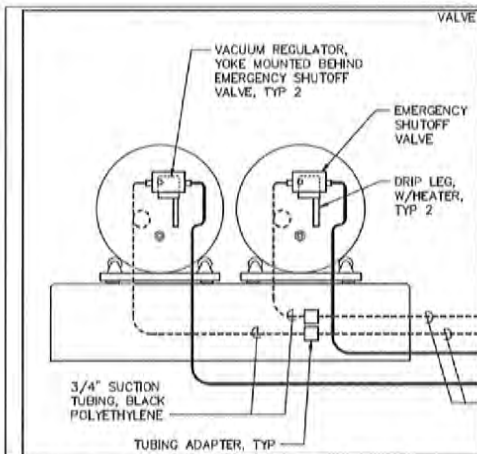 VALVE
VACUUM REGULATOR,
YOKE MOUNTED BEHIND
EMERGENCY SHUTOFF
VALVE, TYP 2
EMERGENCY
SHUTOFF
VALVE
DRIP LEG,
W/HEATER,
TYP 2
3/4" SUCTION
TUBING, BLACK
POLYETHYLENE
TUBING ADAPTER, TYP